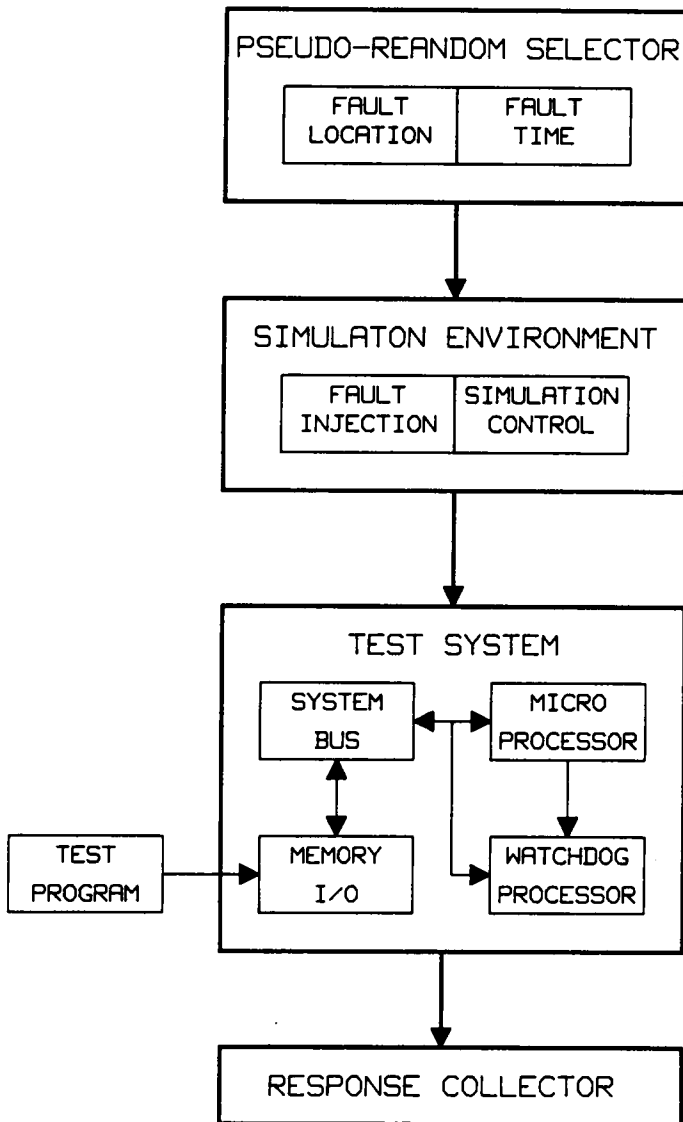 PSEUDO-REANDOM SELECTOR
FAULT
LOCATION
FAULT
TIME
SIMULATON ENVIRONMENT
FAULT
INJECTION
SIMULATION
CONTROL
TEST SYSTEM
SYSTEM
BUS
MICRO
PROCESSOR
TEST
PROGRAM
MEMORY
I/O
WATCHDOG
PROCESSOR
RESPONSE COLLECTOR